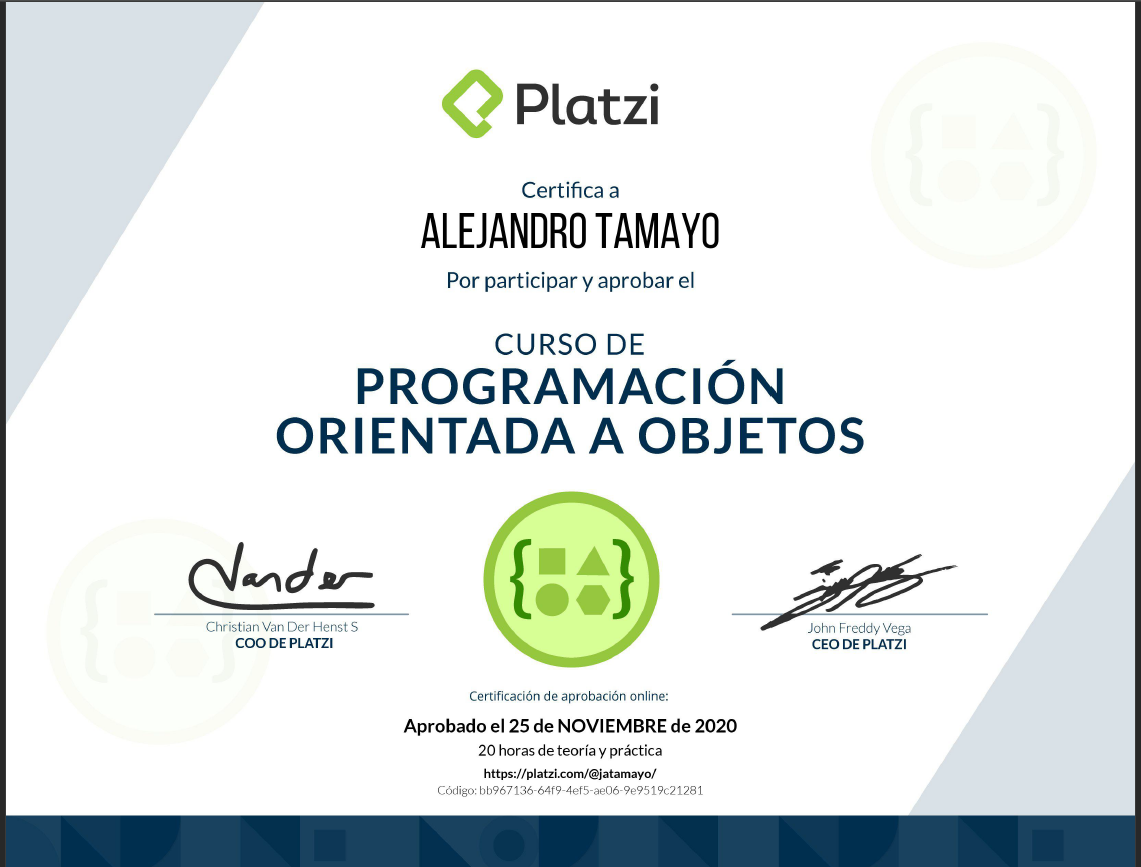 Platzi
Certifica a
ALEJANDRO TAMAYO
Por participar y aprobar el
CURSO DE
PROGRAMACIÓN
ORIENTADA A OBJETOS
Vander
Christian Van Der Henst S
COO DE PLATZI
John Freddy Vega
CEO DE PLATZI
Certificación de aprobación online:
Aprobado el 25 de NOVIEMBRE de 2020
20 horas de teoría y práctica
https://platzi.com/@jatamayo/
Código: bb967136-64f9-4ef5-ae06-9e9519c21281